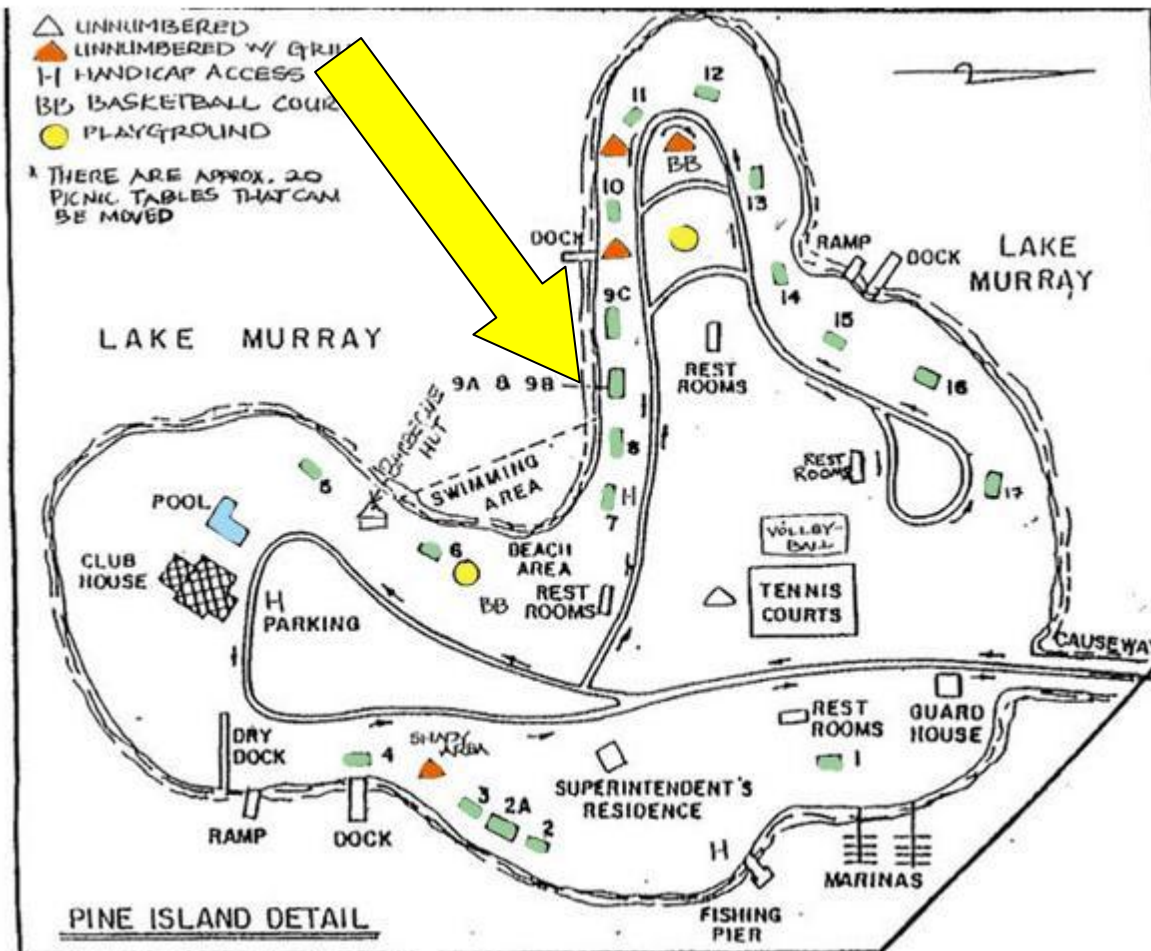 UNNUMBERED
UNNUMBERED W/ GRIL
H HANDICAP ACCESS
BB BASKETBALL COUR
PLAYGROUND
* THERE ARE APPROX. 20
PICNIC TABLES THAT CAN
BE MOVED
12
11
BB
10
13
DOCK
RAMP
DOCK
LAKE
MURRAY
14
9C
LAKE MURRAY
15
REST
ROOMS
16
9A & 9B
BARBECUE
HUT
8
SWIMMING
AREA
REST
ROOMS
5
H
17
7
POOL
VOLLEY-
BALL
6
BEACH
AREA
CLUB
HOUSE
BB
REST
ROOMS
TENNIS
COURTS
H
PARKING
CAUSEWAY
REST
ROOMS
GUARD
HOUSE
DRY
DOCK
4
SHADY
AREA
1
SUPERINTENDENT'S
RESIDENCE
3
2A
2
RAMP
DOCK
H
MARINAS
PINE ISLAND DETAIL
FISHING
PIER